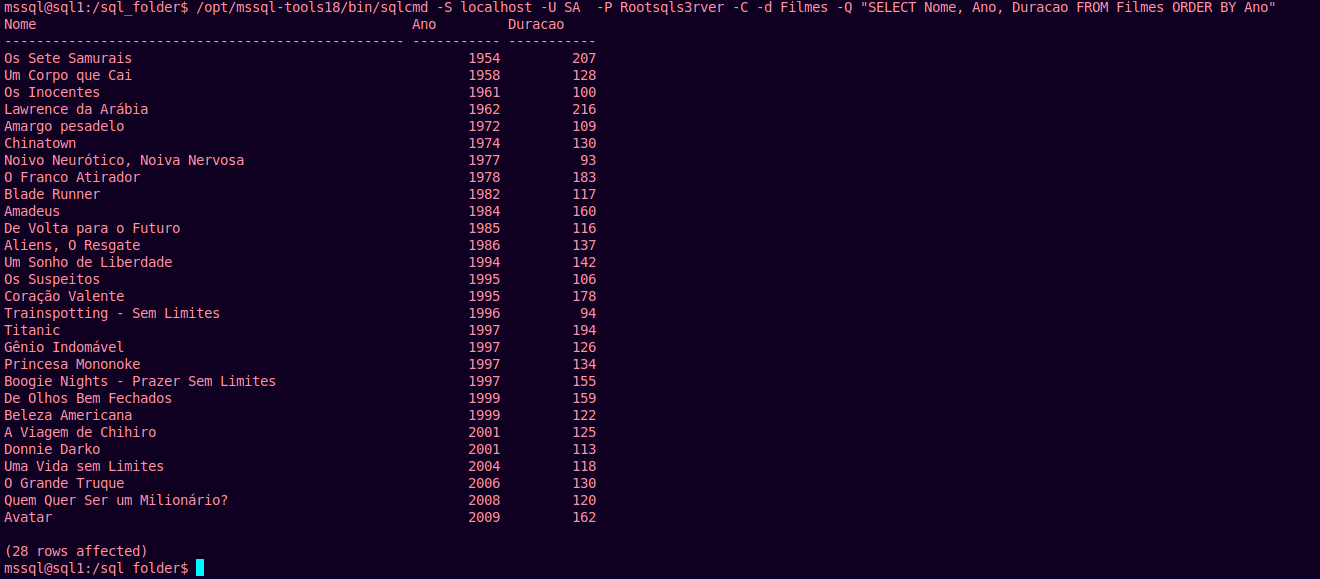 mssql@sql1:/sql_folder$ /opt/mssql-tools18/bin/sqlcmd -S localhost -U SA  -P Rootsqls3rver -C -d Filmes -Q "SELECT Nome, Ano, Duracao FROM Filmes ORDER BY Ano"
Nome                                               Ano         Duracao
-------------------------------------------------- ----------- -----------
Os Sete Samurais                                          1954         207
Um Corpo que Cai                                          1958         128
Os Inocentes                                              1961         100
Lawrence da Arábia                                        1962         216
Amargo pesadelo                                           1972         109
Chinatown                                                 1974         130
Noivo Neurótico, Noiva Nervosa                            1977          93
O Franco Atirador                                         1978         183
Blade Runner                                              1982         117
Amadeus                                                   1984         160
De Volta para o Futuro                                    1985         116
Aliens, O Resgate                                         1986         137
Um Sonho de Liberdade                                     1994         142
Os Suspeitos                                              1995         106
Coração Valente                                           1995         178
Trainspotting - Sem Limites                               1996          94
Titanic                                                   1997         194
Gênio Indomável                                           1997         126
Princesa Mononoke                                         1997         134
Boogie Nights - Prazer Sem Limites                        1997         155
De Olhos Bem Fechados                                     1999         159
Beleza Americana                                          1999         122
A Viagem de Chihiro                                       2001         125
Donnie Darko                                              2001         113
Uma Vida sem Limites                                      2004         118
O Grande Truque                                           2006         130
Quem Quer Ser um Milionário?                              2008         120
Avatar                                                    2009         162
(28 rows affected)
mssql@sql1:/sql_folder$